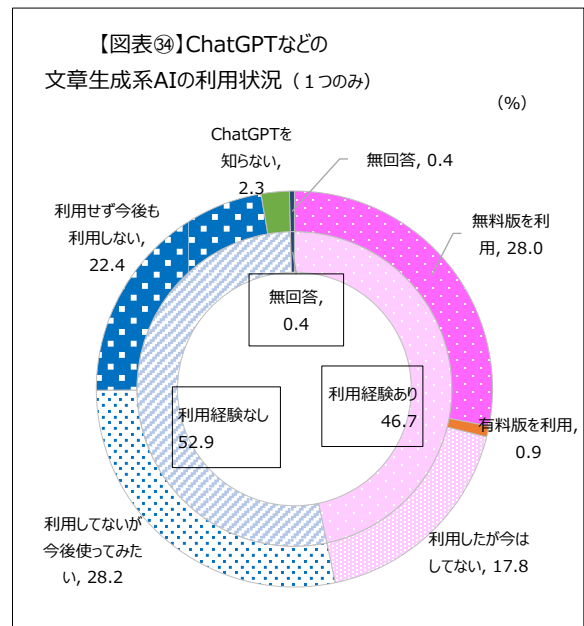 【図表㉞】ChatGPTなどの
文章生成系AIの利用状況（１つのみ）
(%)
ChatGPTを
知らない,
2.3
無回答, 0.4
利用せず今後も
利用しない,
22.4
無料版を利
用, 28.0
無回答,
0.4
利用経験あり
46.7
利用経験なし
52.9
有料版を利用,
0.9
利用してないが
今後使ってみた
い, 28.2
利用したが今は
してない, 17.8